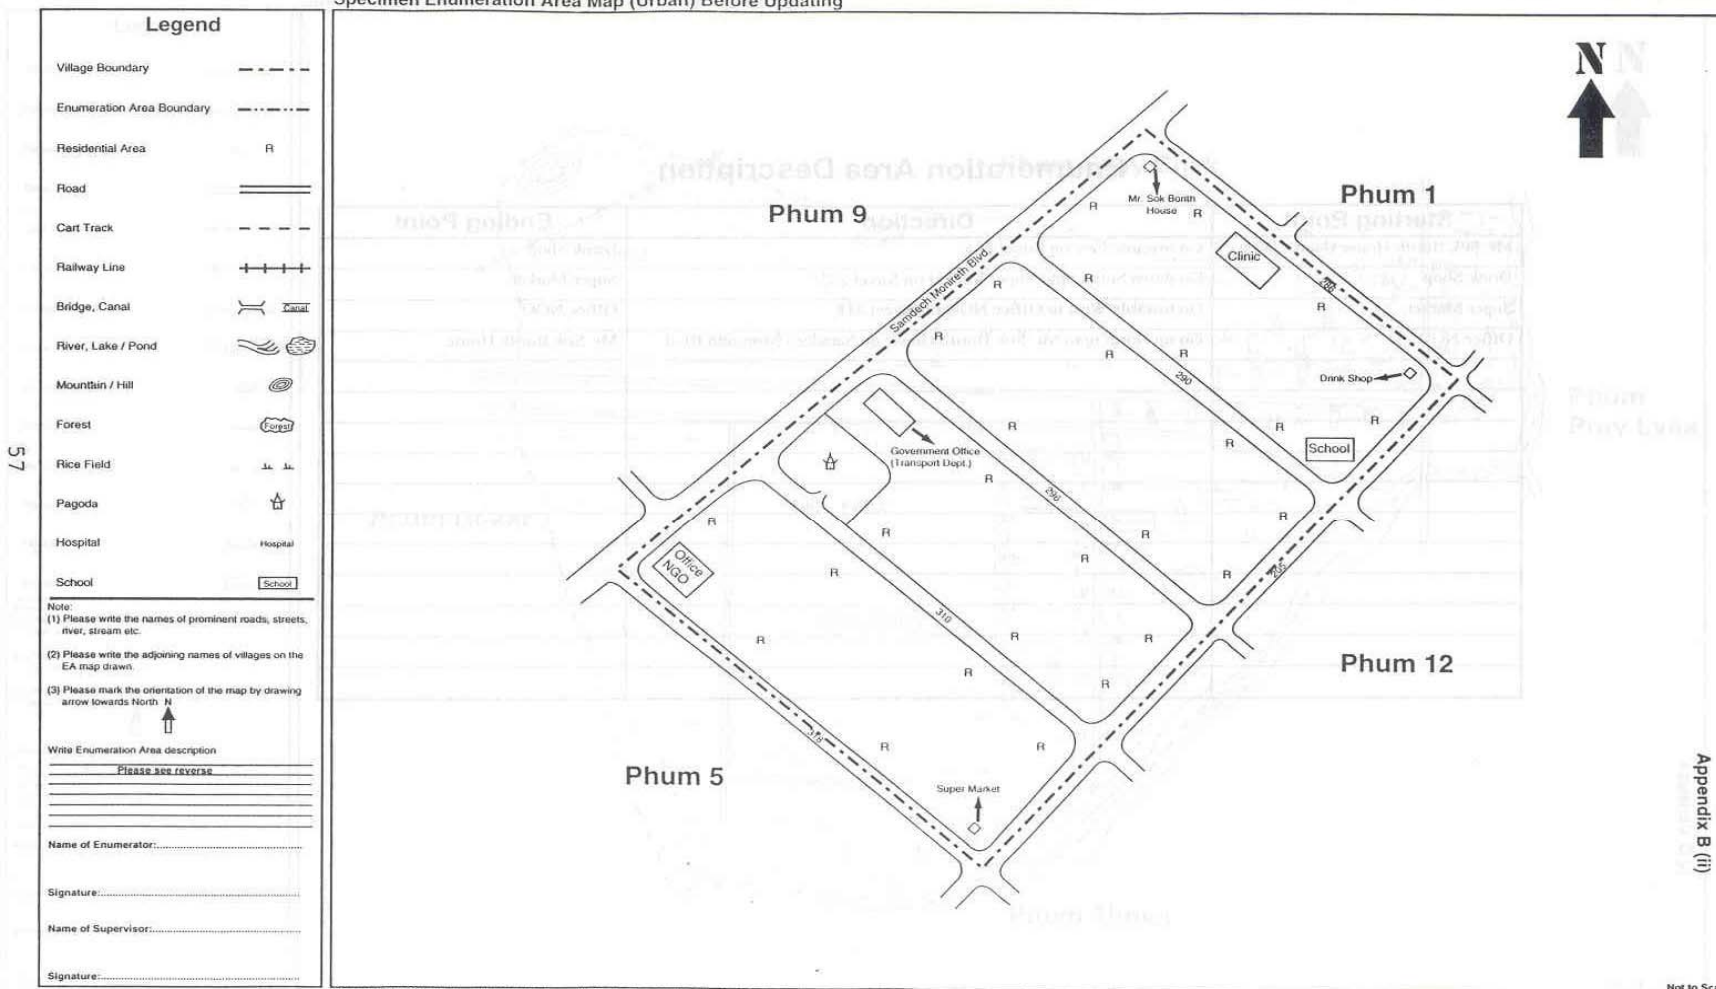 Specimen Enumeration Area Map (Urban) Before Updating
Legend
Village Boundary
Enumeration Area Boundary
Residential Area R
Road
Cart Track
Railway Line
Bridge, Canal Canal
River, Lake / Pond
Mountain / Hill
Forest Forest
Rice Field
Pagoda
Hospital Hospital
School School
Note:
(1) Please write the names of prominent roads, streets,
river, stream etc.
(2) Please write the adjoining names of villages on the
EA map drawn.
(3) Please mark the orientation of the map by drawing
arrow towards North N
Write Enumeration Area description
Please see reverse
Name of Enumerator:
Signature:
Name of Supervisor:
Signature:
57
N
Phum 1
Phum 9
Mr. Sok Bonth
House
R
R
Clinic
Samdech Monireth Blvd.
288
R
R
R
R
R
R
290
Drink Shop
R
R
R
R
School
Government Office
(Transport Dept.)
R
296
R
R
R
R
R
Office
NGO
R
R
R
205
310
R
R
R
R
R
Phum 12
318
R
R
Phum 5
Super Market
Appendix B (ii)